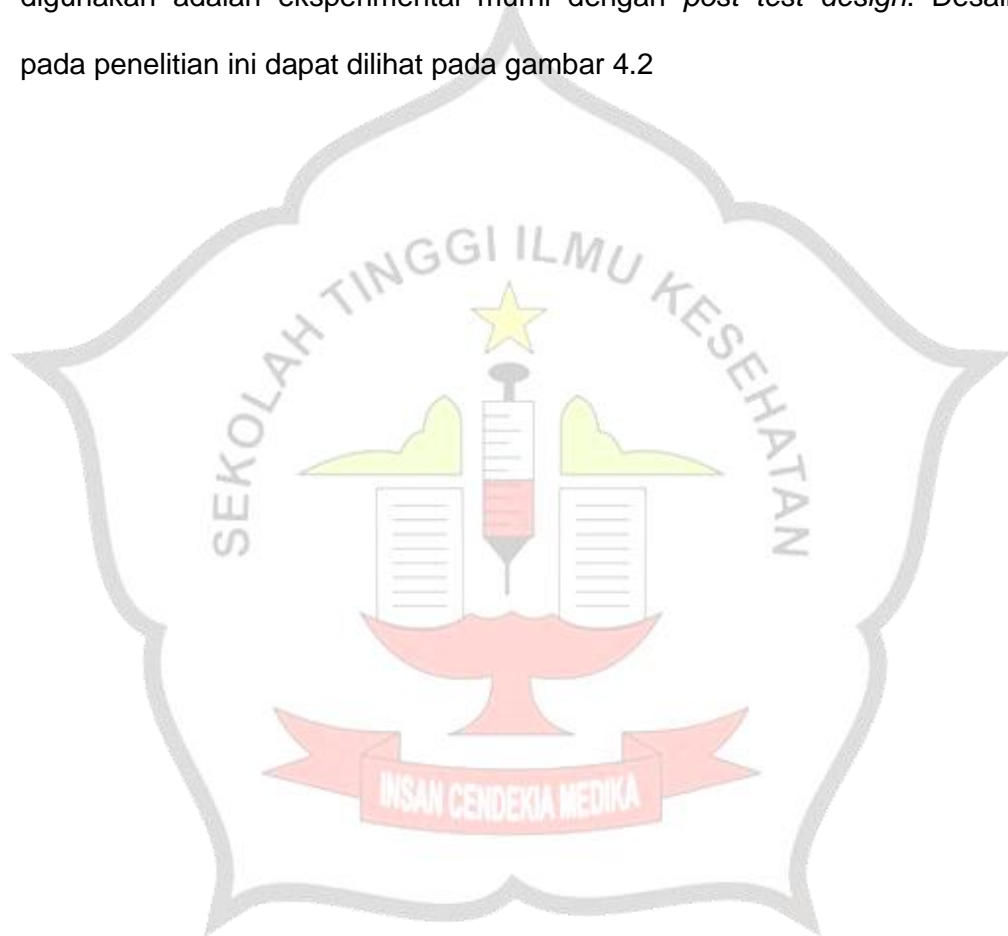 digunakan adalah eksperimental murni dengan post test design. Desain
pada penelitian ini dapat dilihat pada gambar 4.2
SEKOLAH TINGGI ILMU KESEHATAN
INSAN CENDEKIA MEDIKA